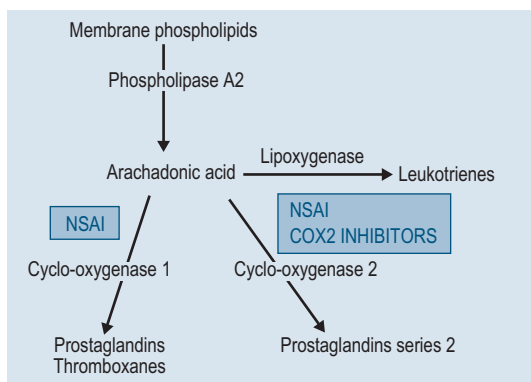 Membrane phospholipids
Phospholipase A2
Lipoxygenase
Arachadonic acid
Leukotrienes
NSAI
NSAI
COX2 INHIBITORS
Cyclo-oxygenase 1
Cyclo-oxygenase 2
Prostaglandins
Thromboxanes
Prostaglandins series 2